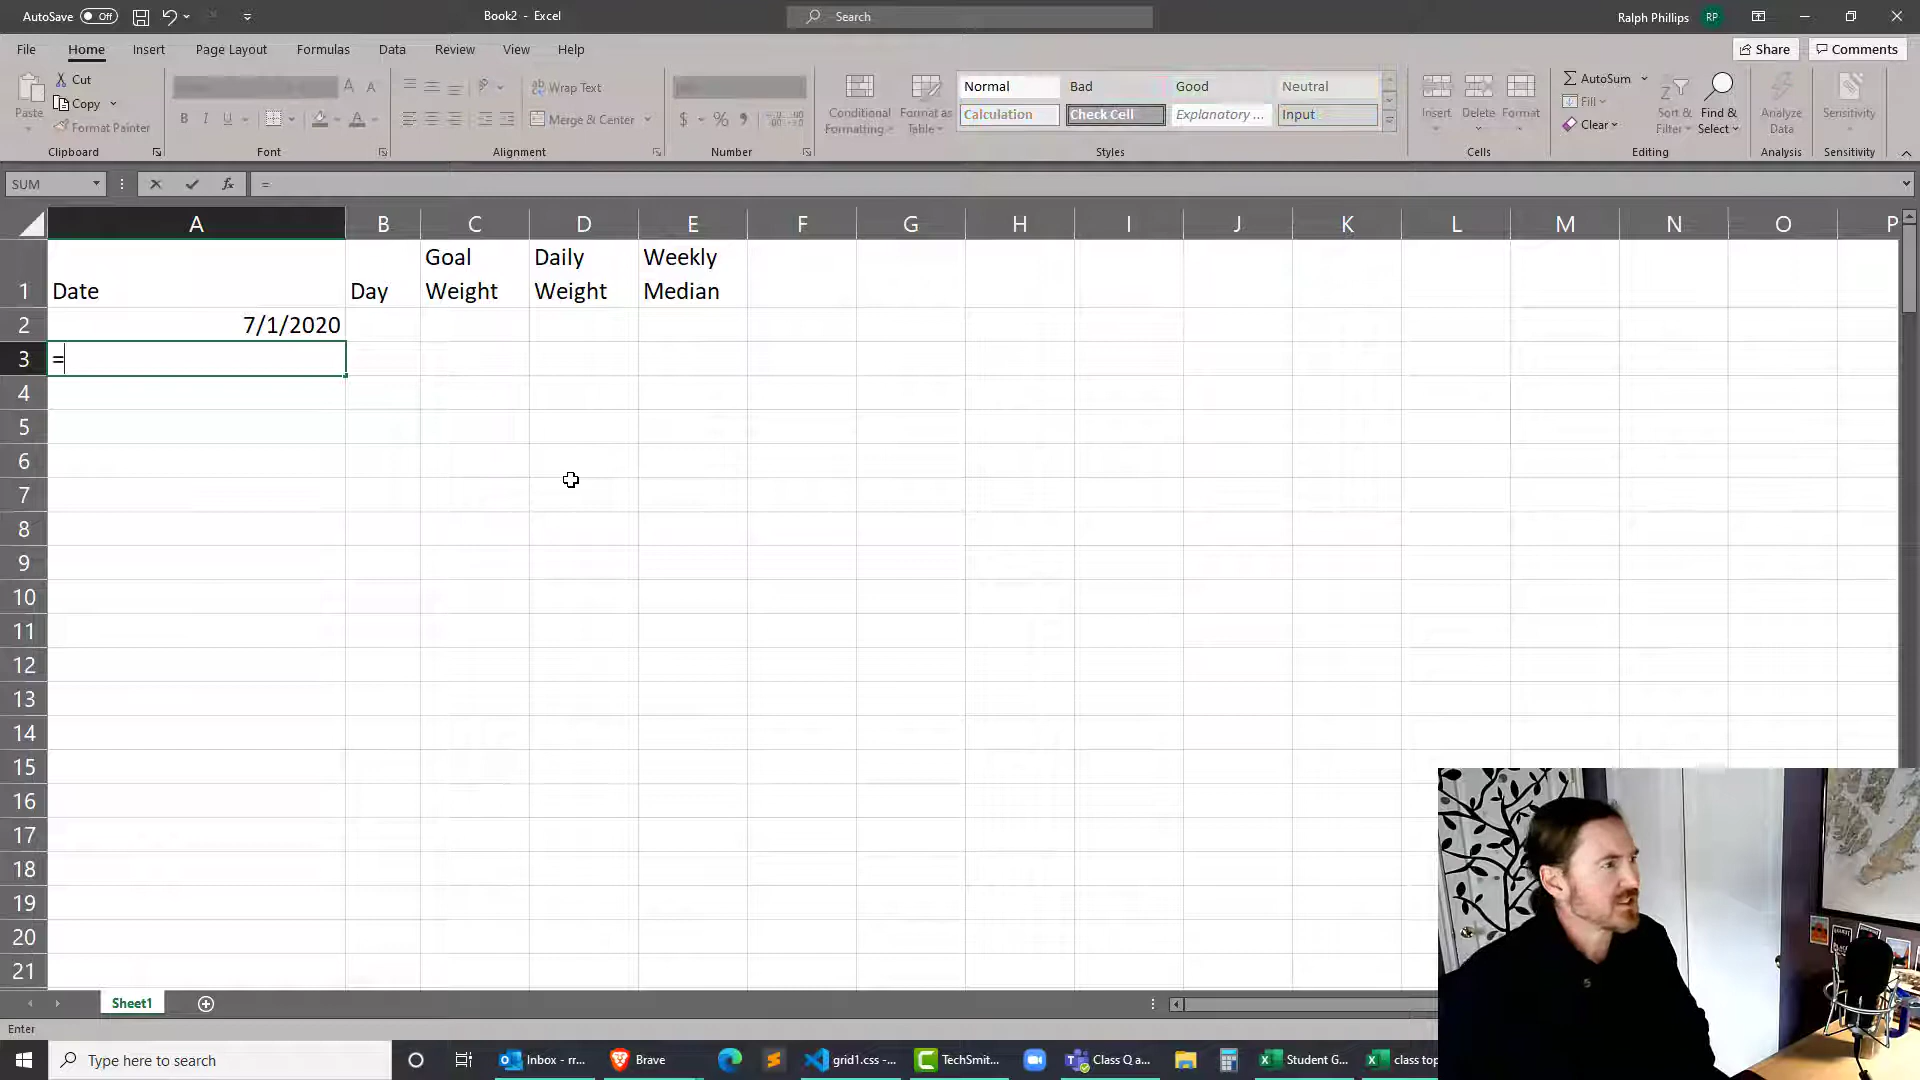 AutoSave Off
Book2 - Excel
Search
Ralph Phillips RP
File Home Insert Page Layout Formulas Data Review View Help
Share Comments
Paste
Cut
Copy
Format Painter
Clipboard
B I U
A A A
Font
Wrap Text
Merge & Center
Alignment
$ % ,
Number
Conditional Formatting
Format as Table
Normal Bad Good Neutral
Calculation Check Cell Explanatory ... Input
Styles
Insert Delete Format
Cells
AutoSum
Fill
Clear
Sort & Filter
Find & Select
Editing
Analyze Data
Analysis
Sensitivity
Sensitivity
SUM fx =
A B C D E F G H I J K L M N O P
Goal Daily Weekly
1 Date Day Weight Weight Median
2 7/1/2020
3 =
4
5
6
7
8
9
10
11
12
13
14
15
16
17
18
19
20
21
Sheet1
Enter
Type here to search
Inbox - rr...
Brave
grid1.css -...
TechSmit...
Class Q a...
Student G...
class top